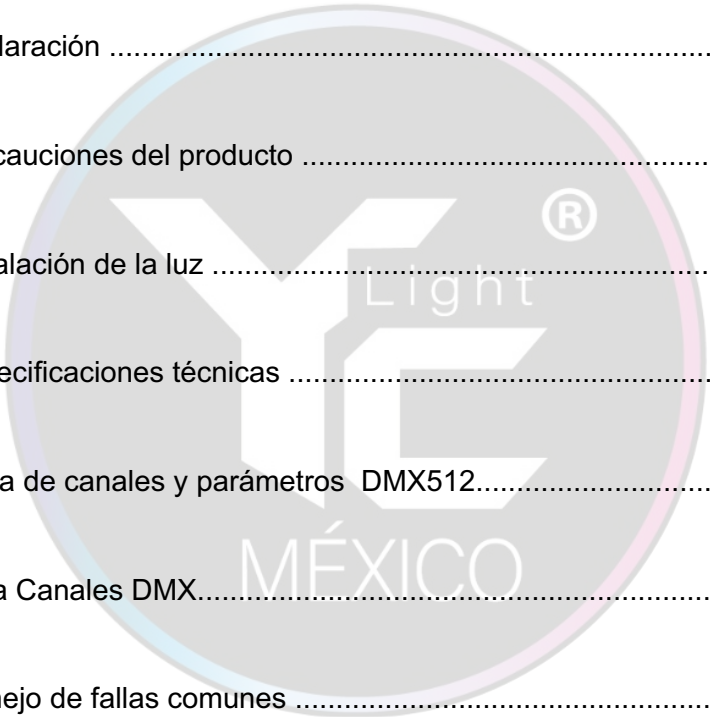 laración ................................................................................
cauciones del producto ...................................................
® 
alación de la luz ..............................................................
Light
YC
ecificaciones técnicas .....................................................
a de canales y parámetros  DMX512.............................
MÉXICO
a Canales DMX................................................................
nejo de fallas comunes ....................................................